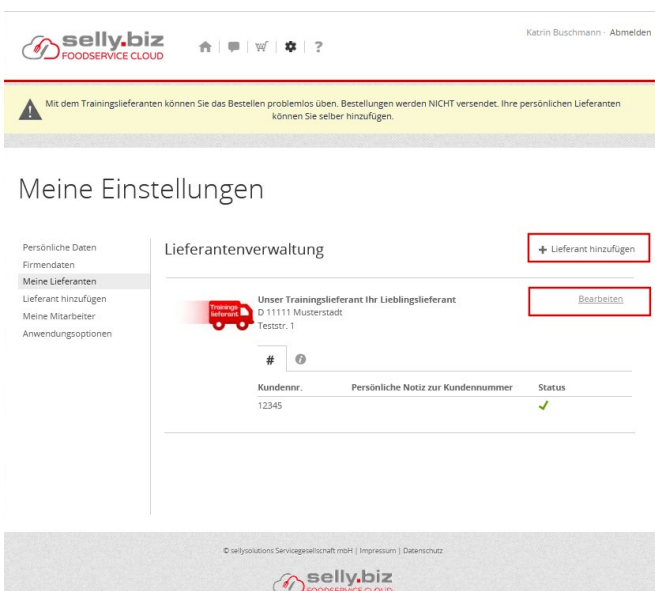 selly.biz
FOODSERVICE CLOUD
?
Katrin Buschmann · Abmelden
Mit dem Trainingslieferanten können Sie das Bestellen problemlos üben. Bestellungen werden NICHT versendet. Ihre persönlichen Lieferanten
können Sie selber hinzufügen.
Meine Einstellungen
Persönliche Daten
Firmendaten
Meine Lieferanten
Lieferant hinzufügen
Meine Mitarbeiter
Anwendungsoptionen
Lieferantenverwaltung
+ Lieferant hinzufügen
Trainings
lieferant
Unser Trainingslieferant Ihr Lieblingslieferant
D 11111 Musterstadt
Teststr. 1
Bearbeiten
#
Kundennr. Persönliche Notiz zur Kundennummer Status
12345
© sellysolutions Servicegesellschaft mbH | Impressum | Datenschutz
selly.biz
FOODSERVICE CLOUD